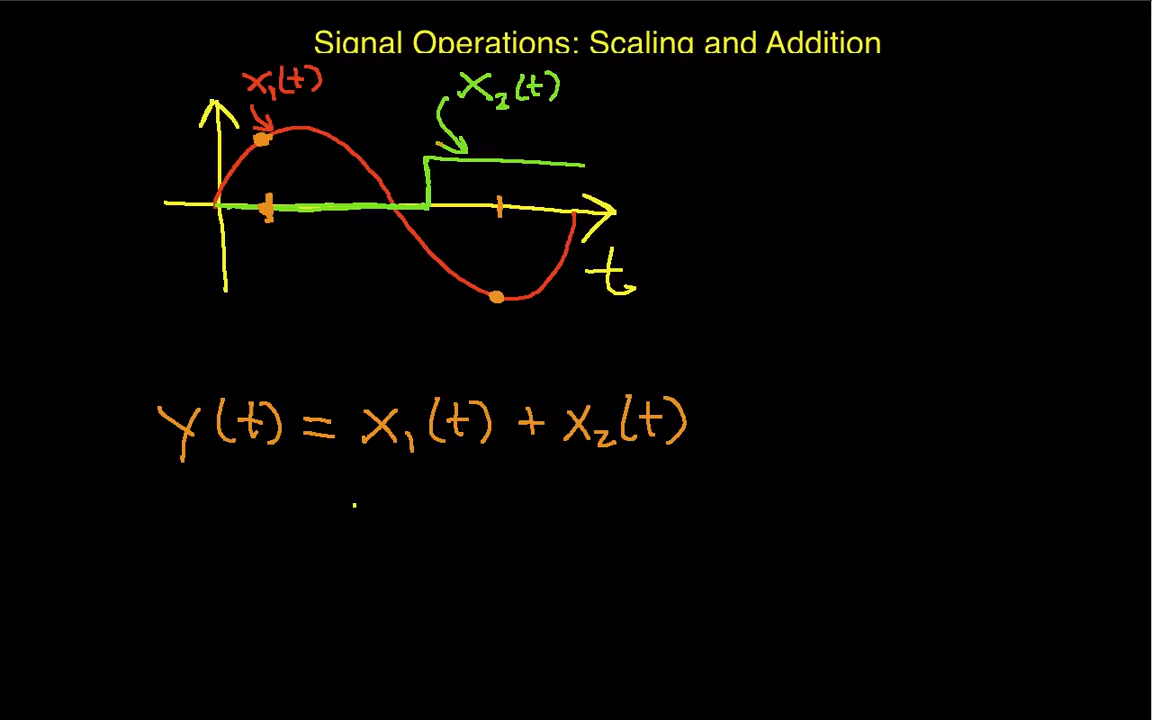 Signal Operations: Scaling and Addition
x₁(t)
x₂(t)
t
y(t) = x₁(t) + x₂(t)